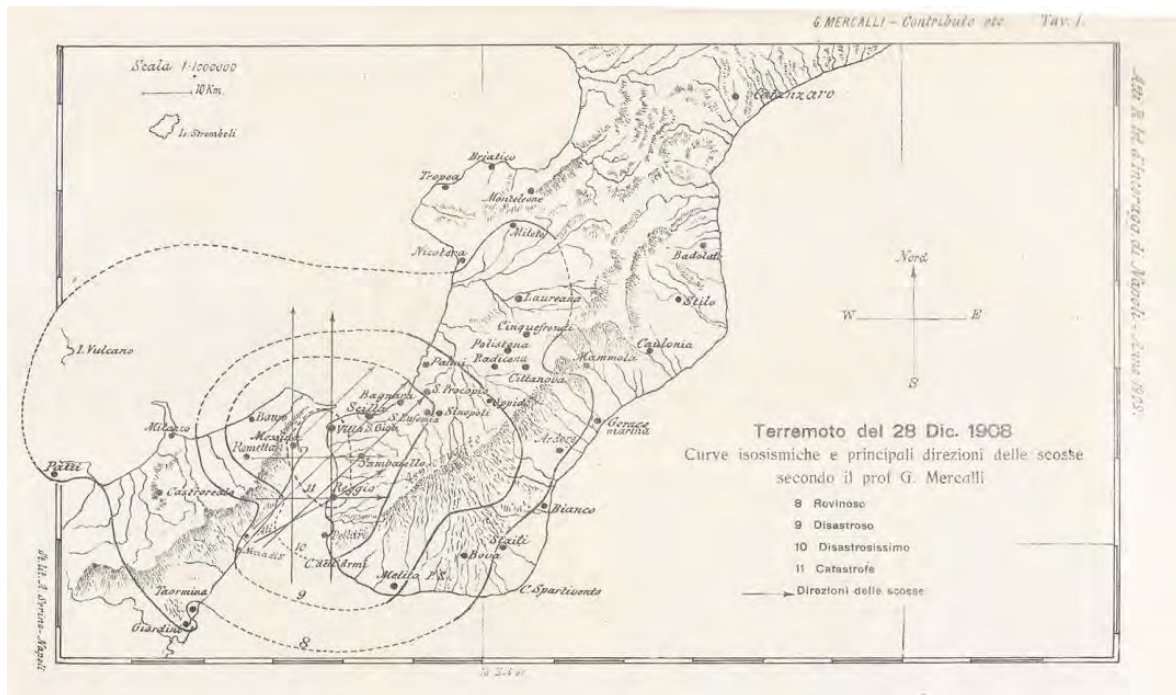 G. MERCALLI - Contributo etc. Tav. I.
Scala 1:1000000
10 Km.
Is. Stromboli
Catanzaro
Briatico
Tropea
Monteleone
Mileto
Nicotera
Badolato
Nord.
Laureana
Stilo
W E
S
Cinquefrondi
Polistena
Caulonia
I. Vulcano
Palmi
Radicena
Mammola
Cittanova
S. Procopio
Bagnara
Oppido
Scilla
S. Eufemia
Sinopoli
Bauso
Villa S. Giov.
Gerace marina
Milazzo
Messina
Rometta
Ardore
Sambatello
Patti
Castroreale
11
Reggio
Bianco
Alì
Pellaro
10
Staiti
Bova
C. dell'Armi
Melito P.S.
9
C. Spartivento
Taormina
Giardini
8
Terremoto del 28 Dic. 1908
Curve isosismiche e principali direzioni delle scosse
secondo il prof G. Mercalli
8 Rovinoso
9 Disastroso
10 Disastrosissimo
11 Catastrofe
Direzioni delle scosse